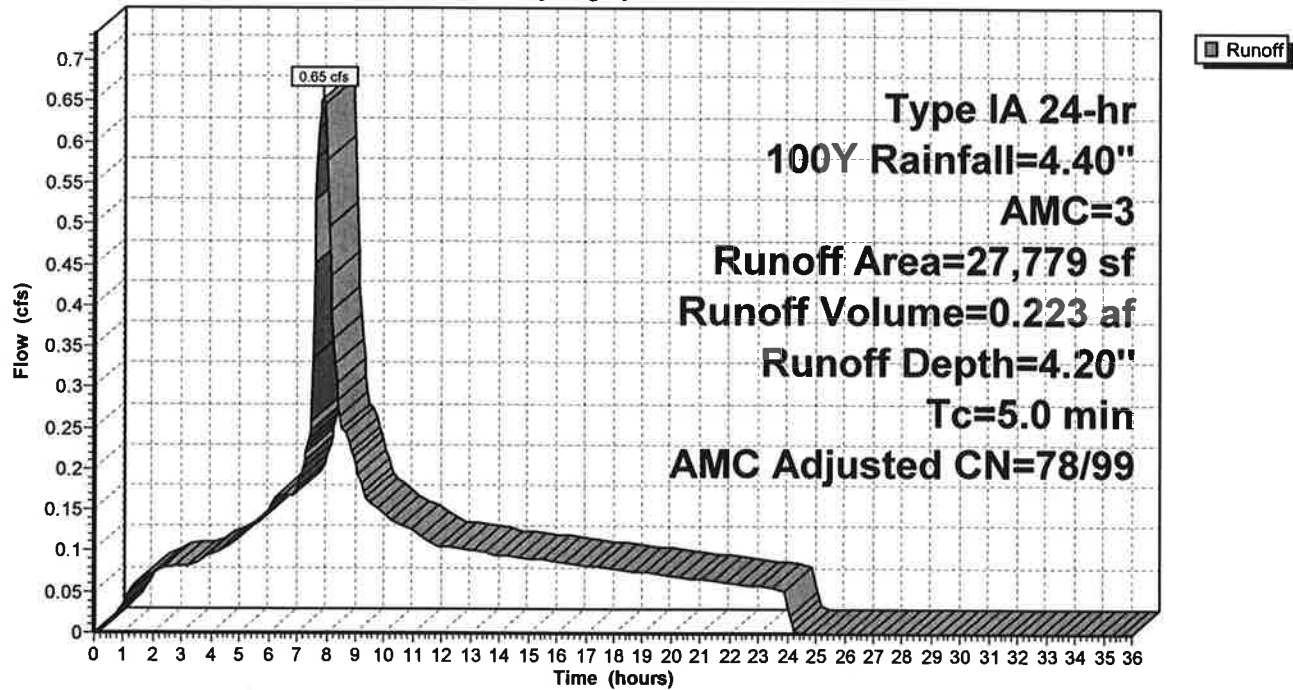 Runoff
0.65 cfs
Type IA 24-hr
100Y Rainfall=4.40"
AMC=3
Runoff Area=27,779 sf
Runoff Volume=0.223 af
Runoff Depth=4.20"
Tc=5.0 min
AMC Adjusted CN=78/99
Flow (cfs)
0.7
0.65
0.6
0.55
0.5
0.45
0.4
0.35
0.3
0.25
0.2
0.15
0.1
0.05
0
0 1 2 3 4 5 6 7 8 9 10 11 12 13 14 15 16 17 18 19 20 21 22 23 24 25 26 27 28 29 30 31 32 33 34 35 36
Time (hours)